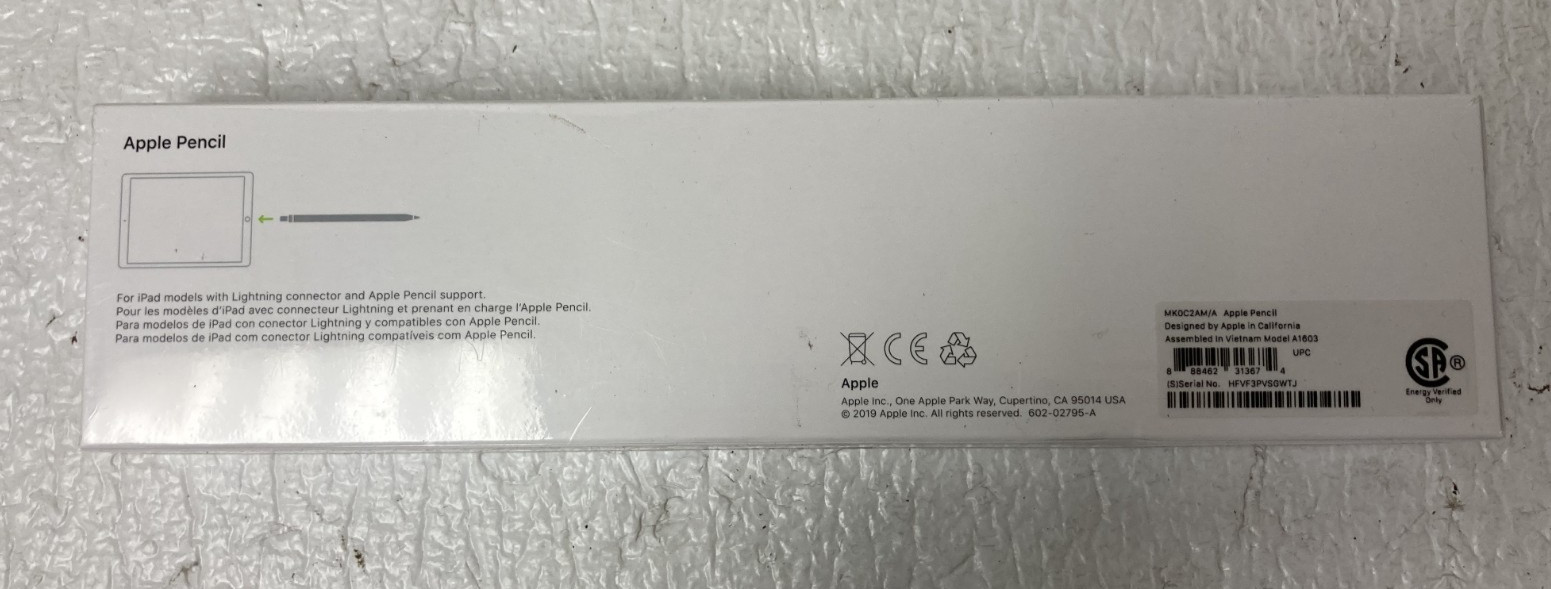 Apple Pencil
For iPad models with Lightning connector and Apple Pencil support.
Pour les modèles d'iPad avec connecteur Lightning et prenant en charge l'Apple Pencil.
Para modelos de iPad con conector Lightning y compatibles con Apple Pencil.
Para modelos de iPad com conector Lightning compatíveis com Apple Pencil.
CE
Apple
Apple Inc., One Apple Park Way, Cupertino, CA 95014 USA
© 2019 Apple Inc. All rights reserved. 602-02795-A
MK0C2AM/A Apple Pencil
Designed by Apple in California
Assembled in Vietnam Model A1603
UPC
8 88462 31367 4
(S)Serial No. HFVF3PVSGWTJ
SA ®
Energy Verified
Only